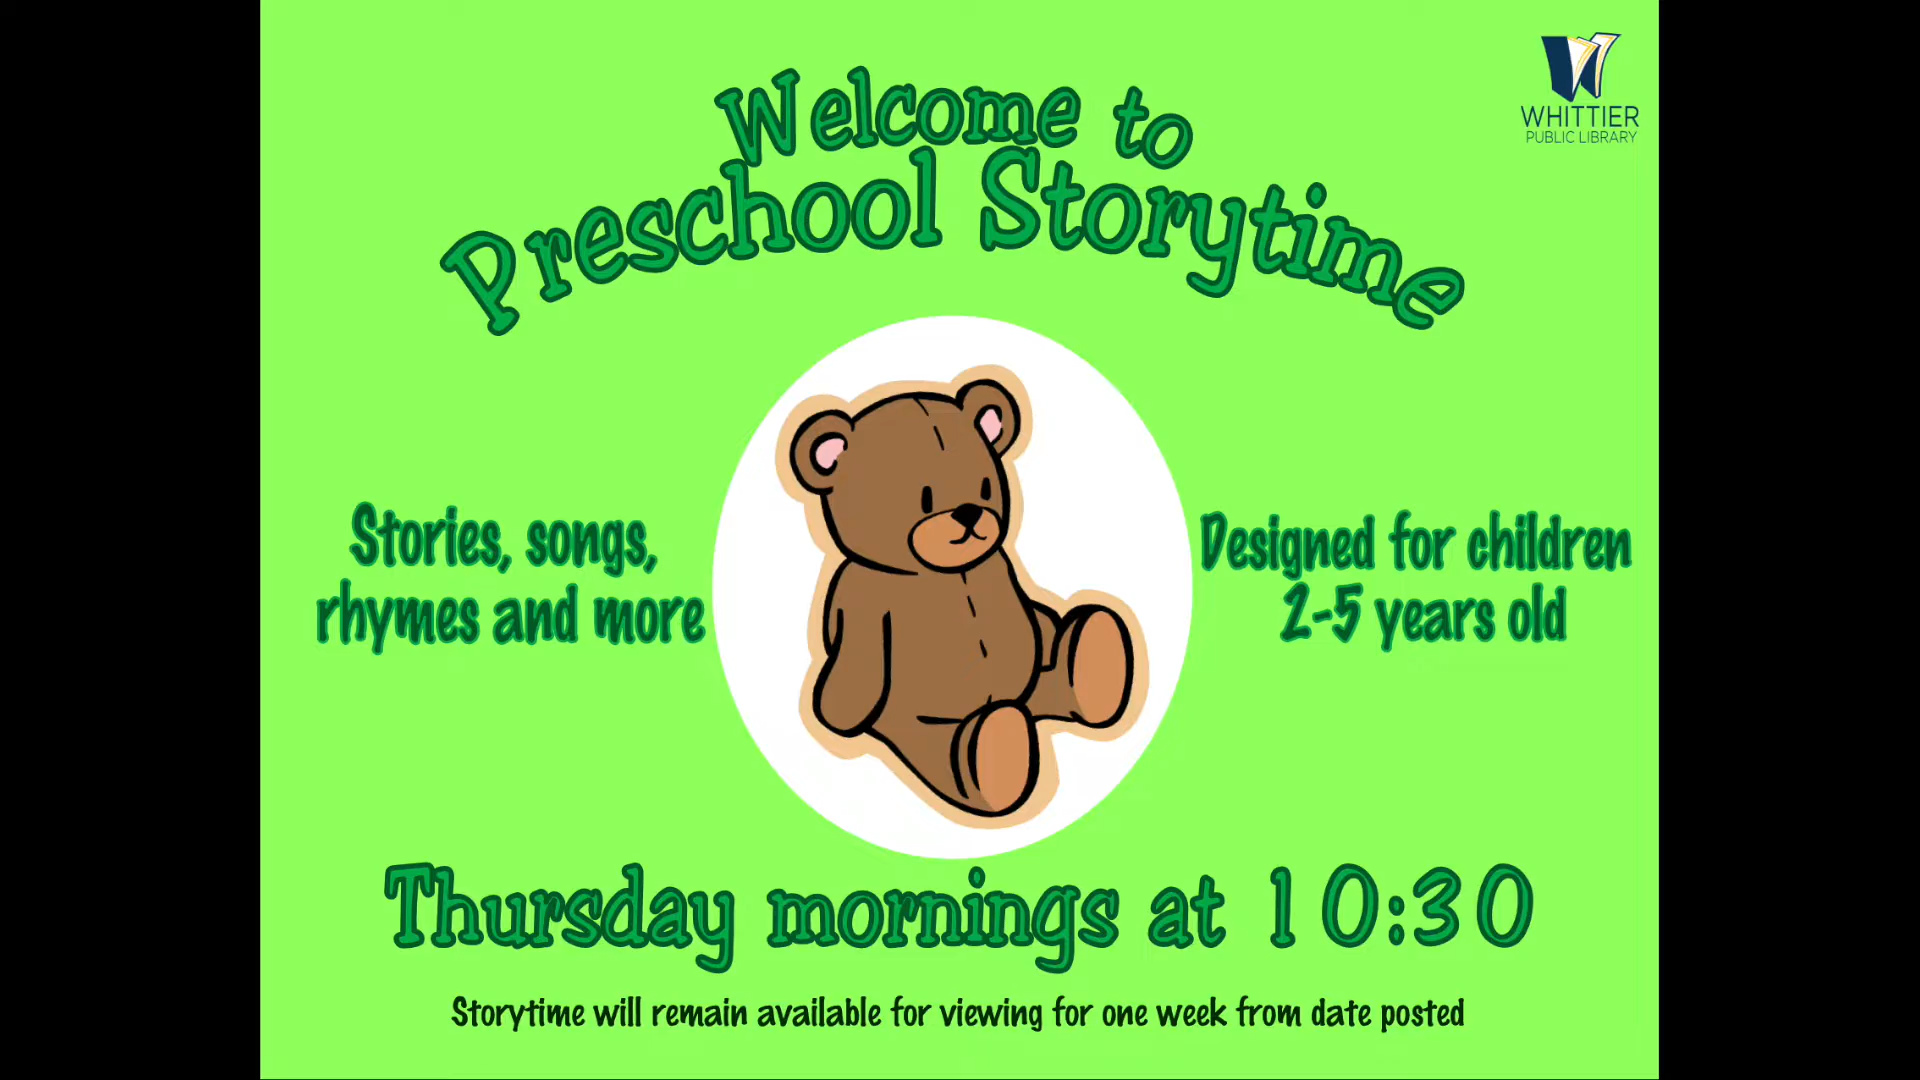 WHITTIER
PUBLIC LIBRARY
Welcome to
Preschool Storytime
Stories, songs,
rhymes and more
Designed for children
2-5 years old
Thursday mornings at 10:30
Storytime will remain available for viewing for one week from date posted